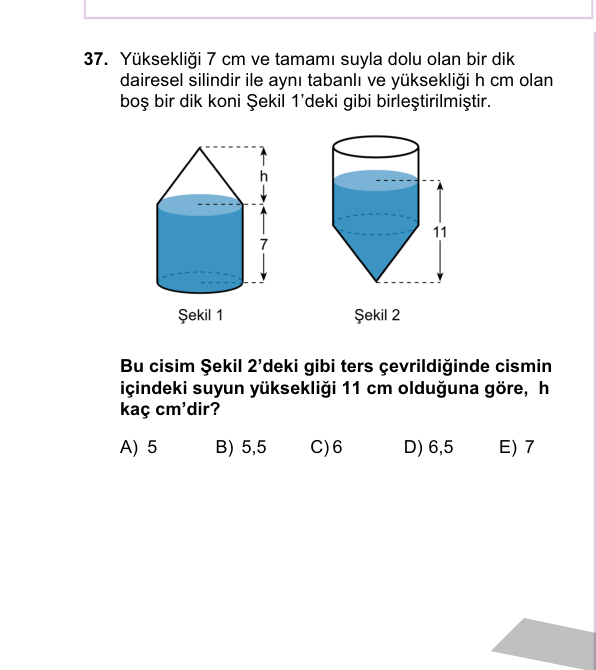 37. Yüksekliği 7 cm ve tamamı suyla dolu olan bir dik
dairesel silindir ile aynı tabanlı ve yüksekliği h cm olan
boş bir dik koni Şekil 1’deki gibi birleştirilmiştir.
h
7
11
Şekil 1
Şekil 2
Bu cisim Şekil 2’deki gibi ters çevrildiğinde cismin
içindeki suyun yüksekliği 11 cm olduğuna göre, h
kaç cm’dir?
A) 5 B) 5,5 C) 6 D) 6,5 E) 7